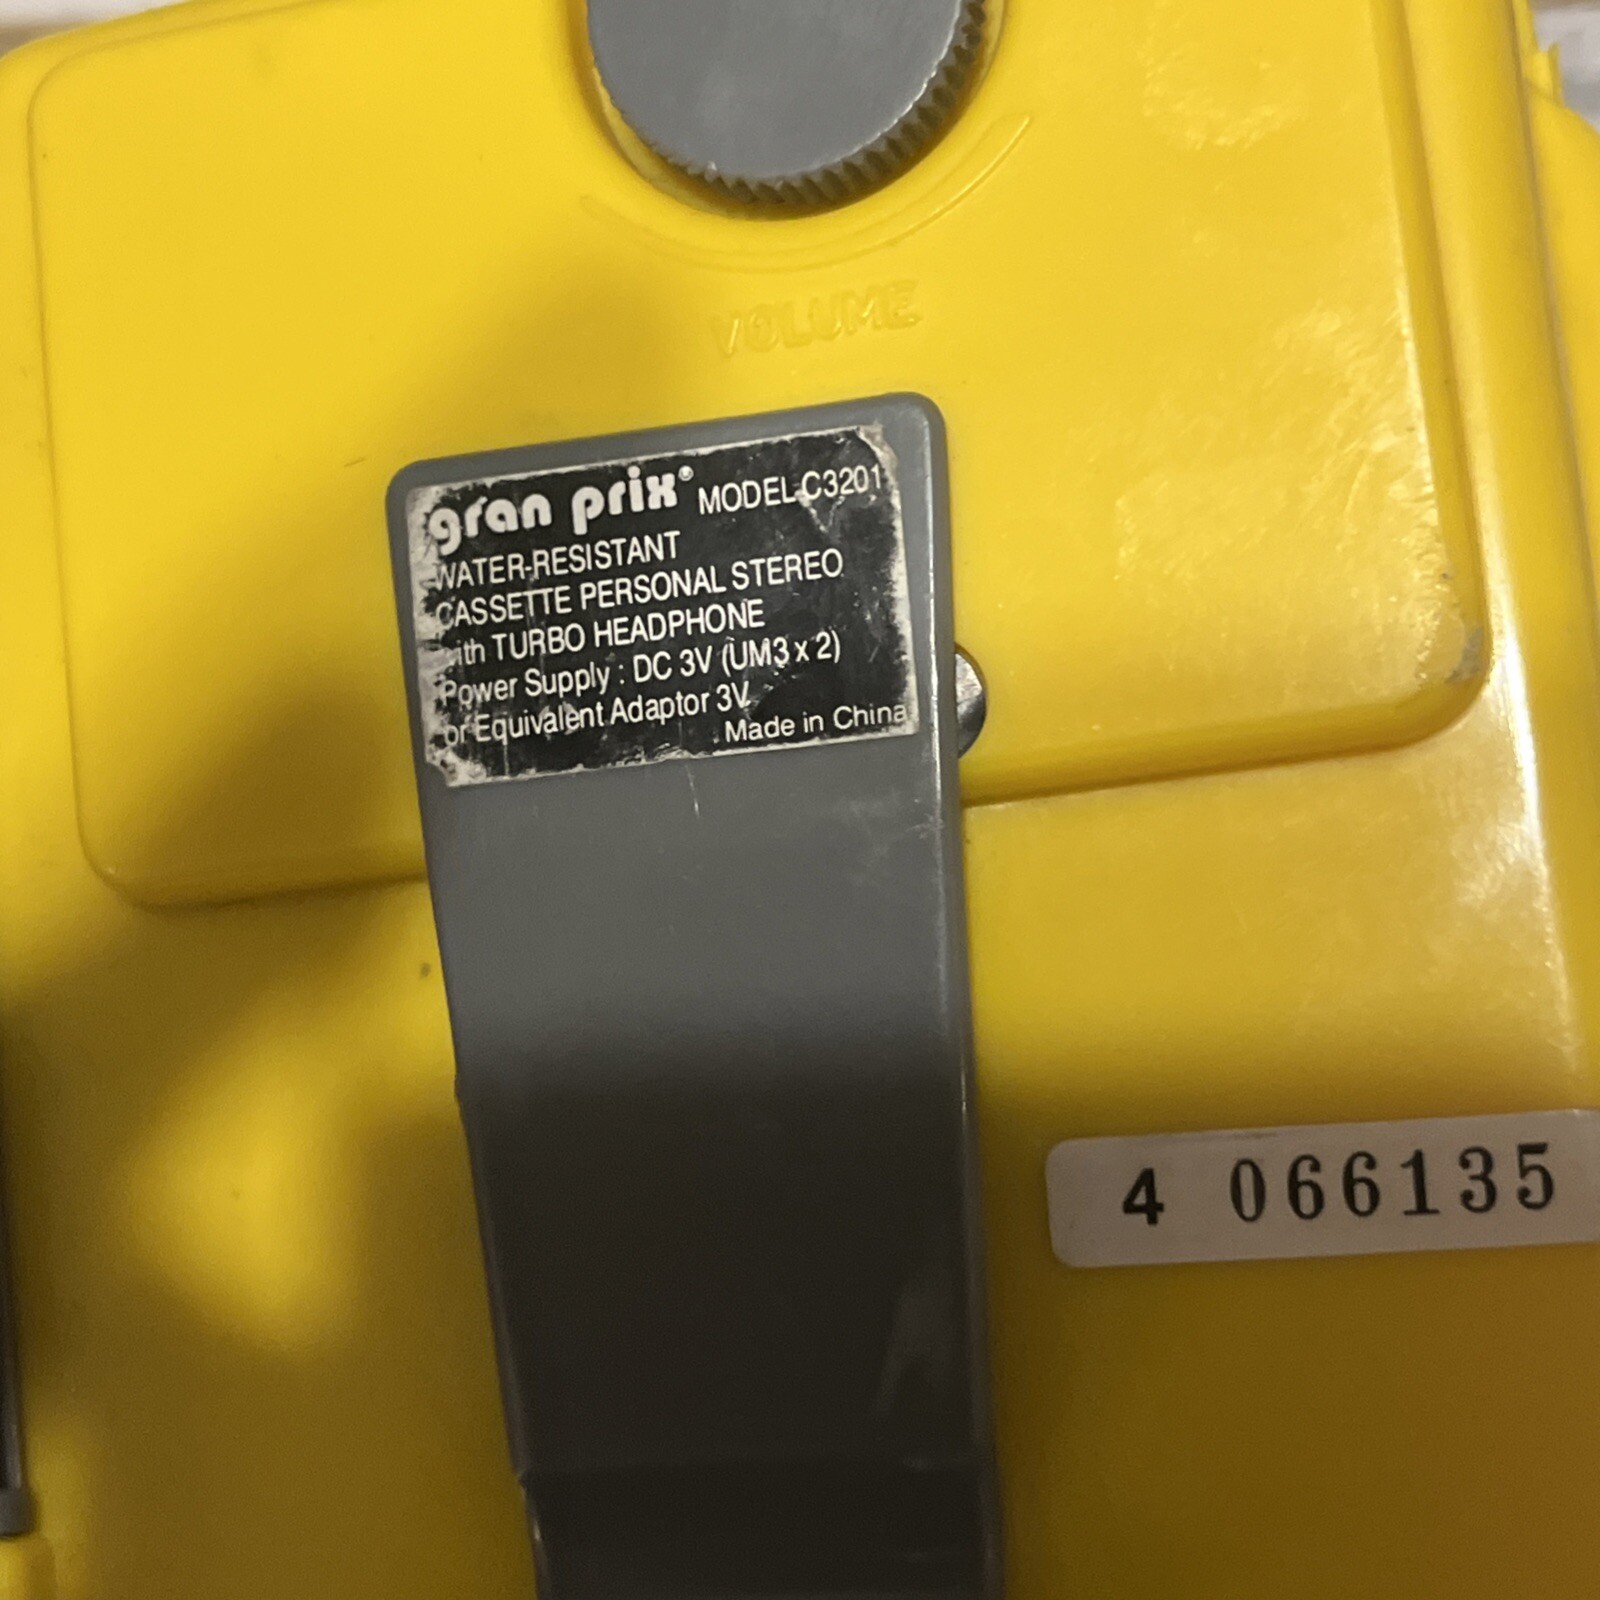 VOLUME
gran prix® MODEL C3201
WATER-RESISTANT
CASSETTE PERSONAL STEREO
with TURBO HEADPHONE
Power Supply : DC 3V (UM3 x 2)
or Equivalent Adaptor 3V
Made in China
4 066135